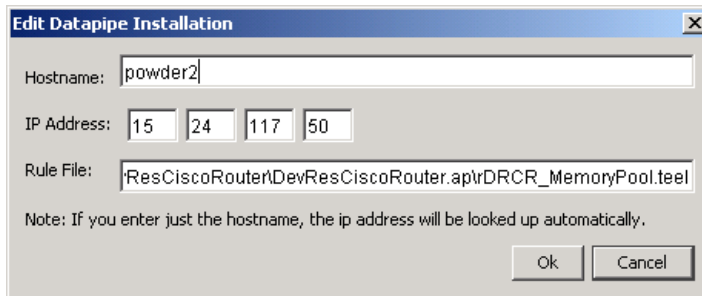 Edit Datapipe Installation
Hostname: powder2
IP Address: 15 24 117 50
Rule File: ResCiscoRouter\DevResCiscoRouter.ap\rDRCR_MemoryPool.teel
Note: If you enter just the hostname, the ip address will be looked up automatically.
Ok Cancel